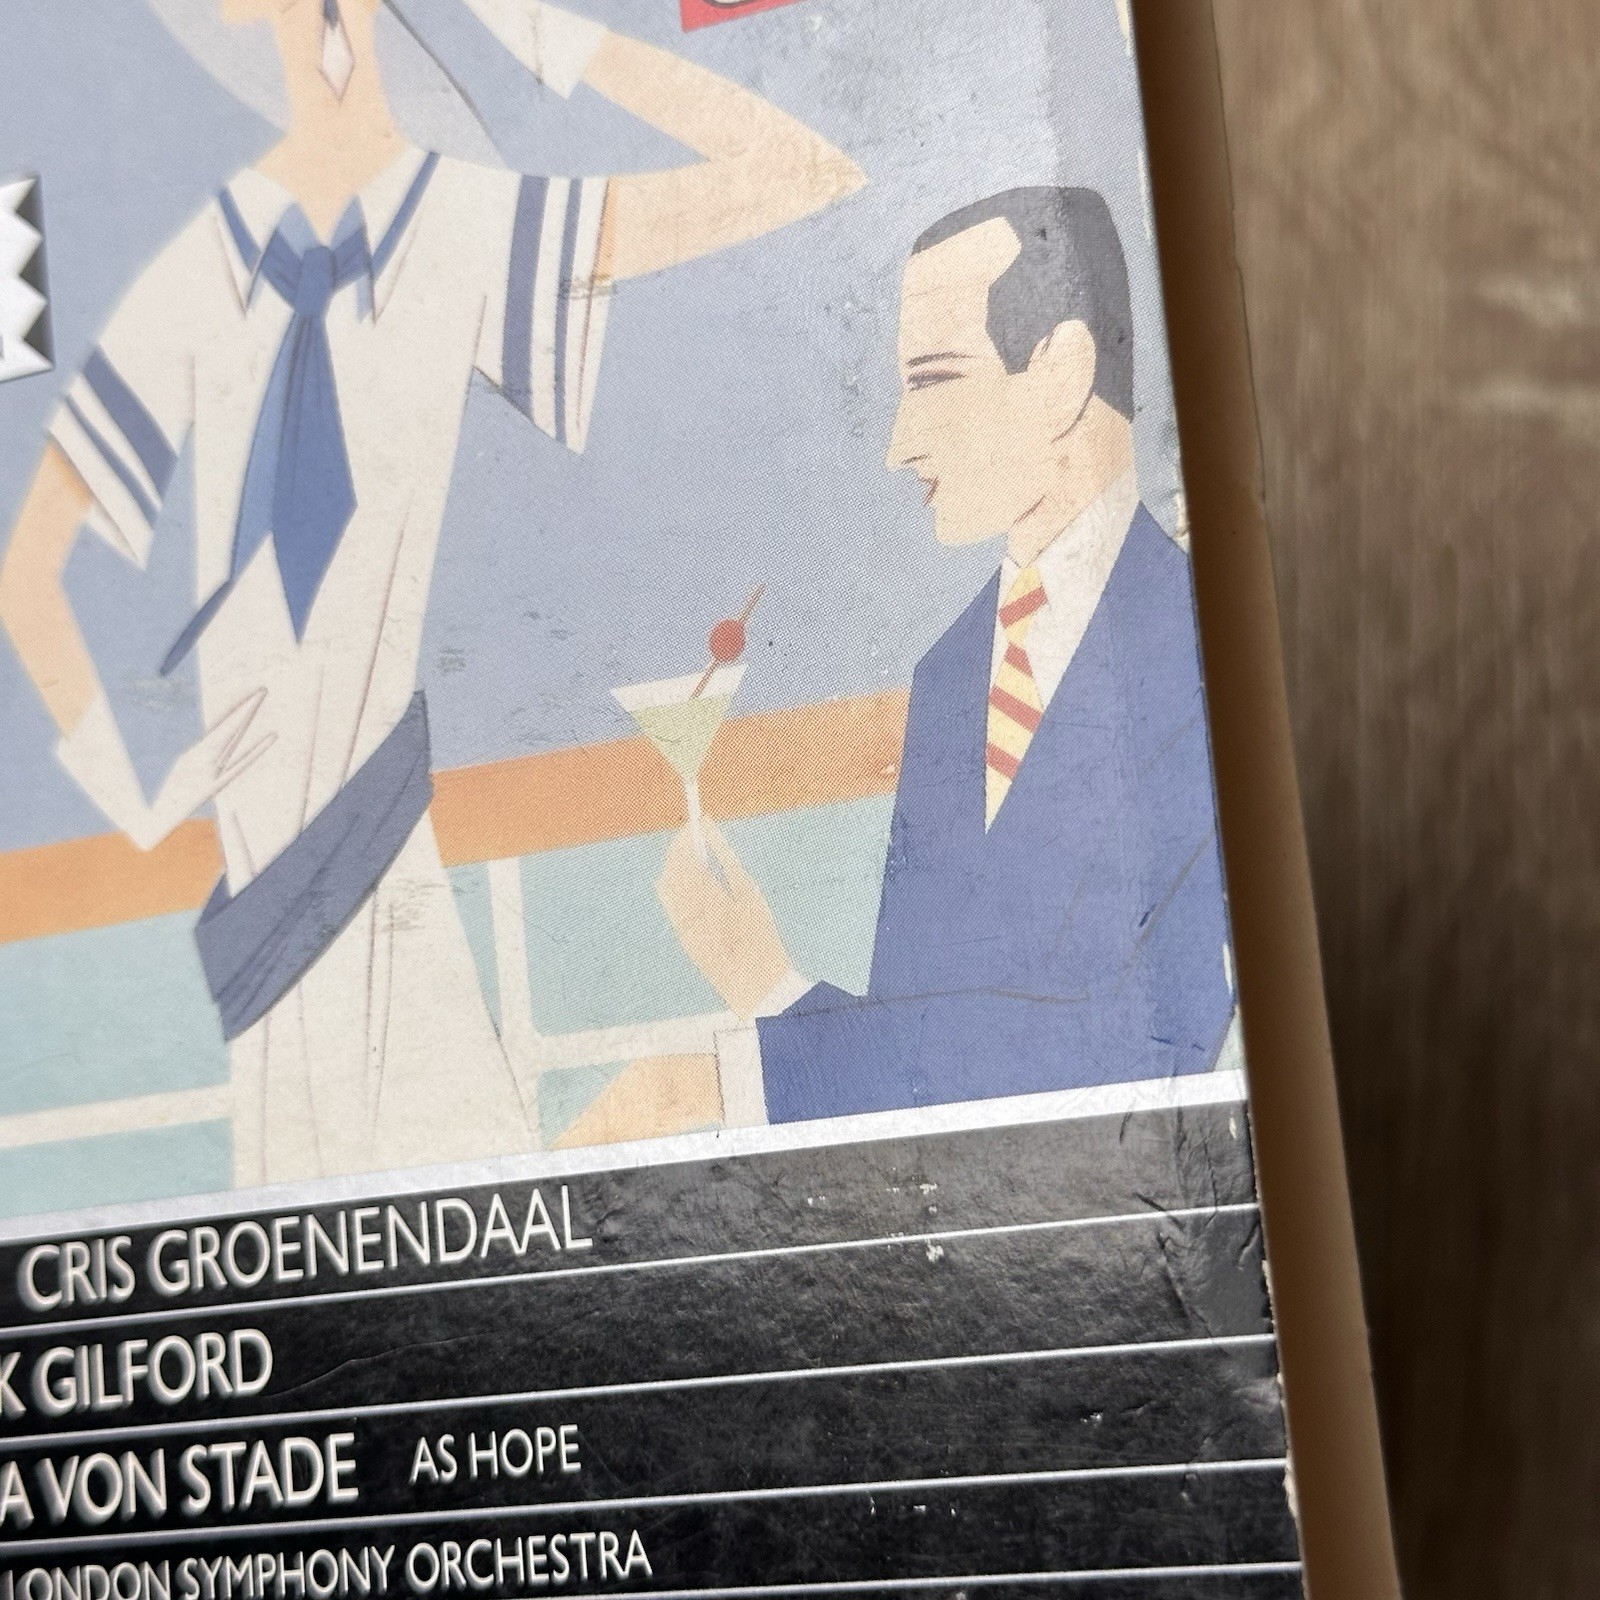 CRIS GROENENDAAL
K GILFORD
A VON STADE AS HOPE
LONDON SYMPHONY ORCHESTRA